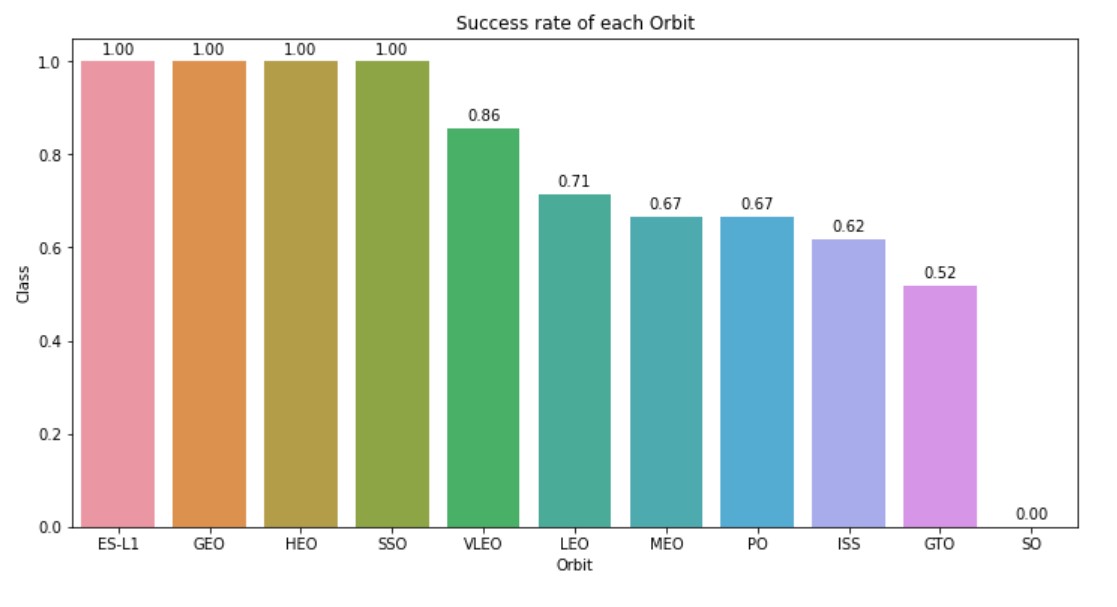 Success rate of each Orbit
1.00 1.00 1.00 1.00
1.0
0.86
0.8
0.71
0.67 0.67
0.62
0.6
0.52
Class
0.4
0.2
0.00
0.0
ES-L1 GEO HEO SSO VLEO LEO MEO PO ISS GTO SO
Orbit